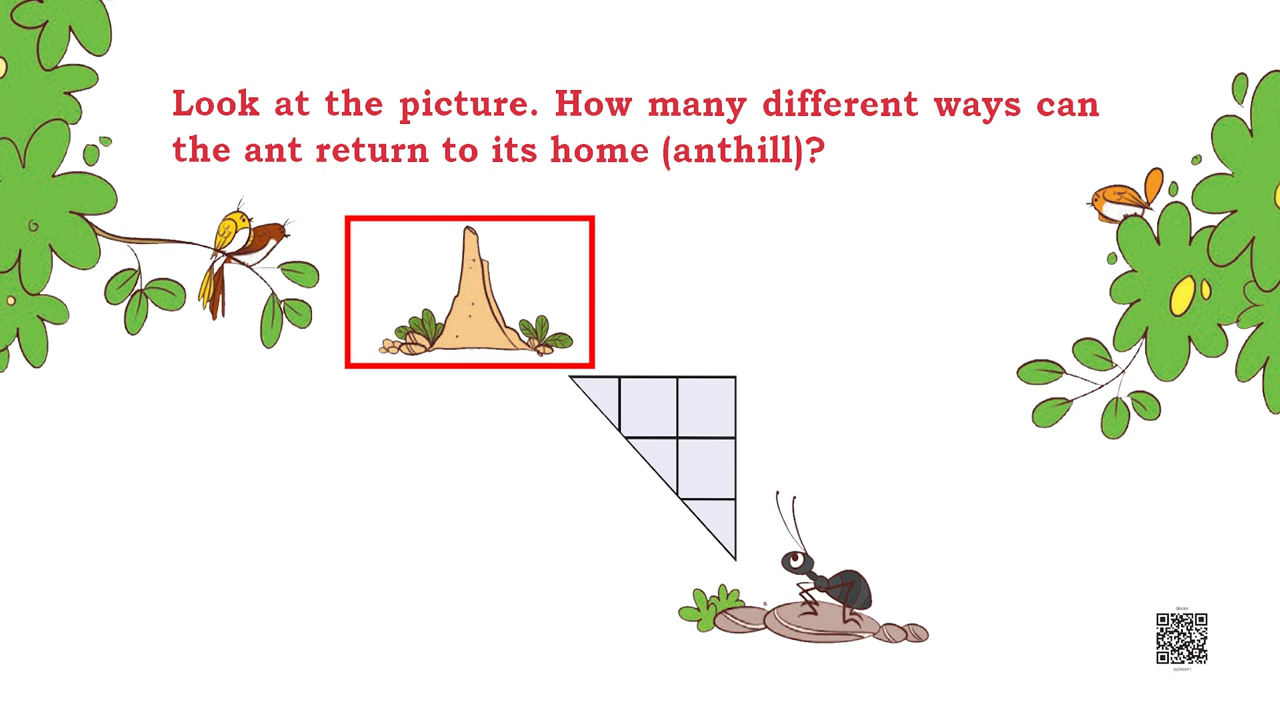 Look at the picture. How many different ways can
the ant return to its home (anthill)?